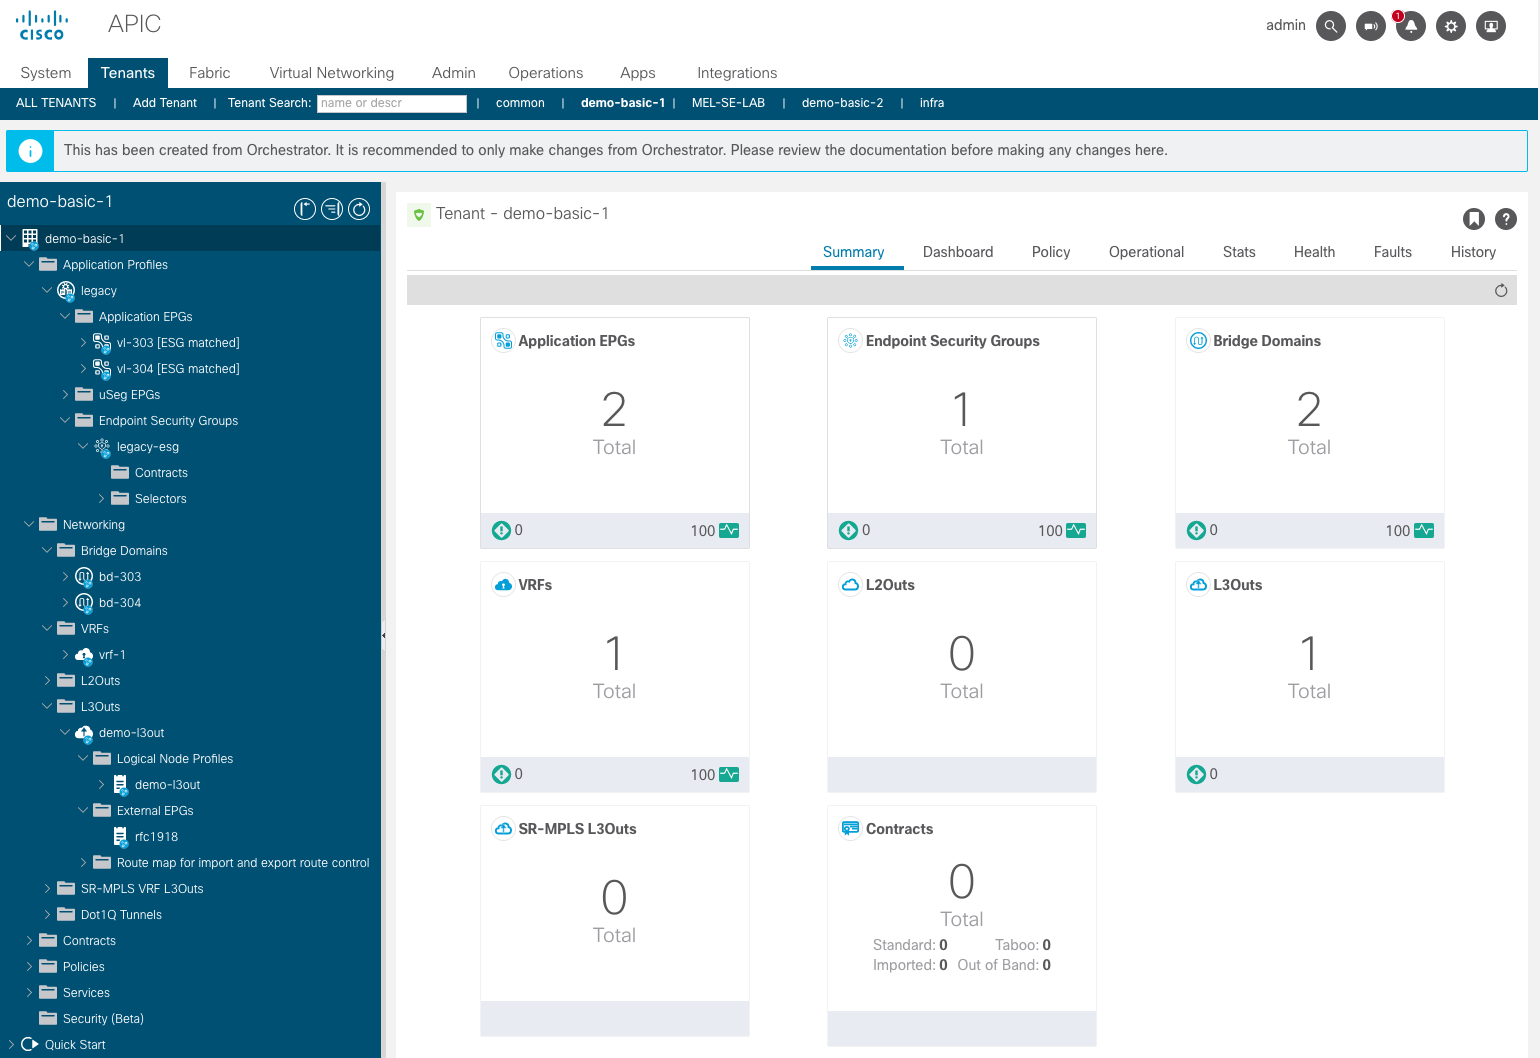 CISCO
APIC
admin
1
System Tenants Fabric Virtual Networking Admin Operations Apps Integrations
ALL TENANTS | Add Tenant | Tenant Search: name or descr | common | demo-basic-1 | MEL-SE-LAB | demo-basic-2 | infra
This has been created from Orchestrator. It is recommended to only make changes from Orchestrator. Please review the documentation before making any changes here.
demo-basic-1
demo-basic-1
Application Profiles
legacy
Application EPGs
vl-303 [ESG matched]
vl-304 [ESG matched]
uSeg EPGs
Endpoint Security Groups
legacy-esg
Contracts
Selectors
Networking
Bridge Domains
bd-303
bd-304
VRFs
vrf-1
L2Outs
L3Outs
demo-l3out
Logical Node Profiles
demo-l3out
External EPGs
rfc1918
Route map for import and export route control
SR-MPLS VRF L3Outs
Dot1Q Tunnels
Contracts
Policies
Services
Security (Beta)
Quick Start
Tenant - demo-basic-1
Summary Dashboard Policy Operational Stats Health Faults History
Application EPGs
2
Total
0 100
Endpoint Security Groups
1
Total
0 100
Bridge Domains
2
Total
0 100
VRFs
1
Total
0 100
L2Outs
0
Total
L3Outs
1
Total
0
SR-MPLS L3Outs
0
Total
Contracts
0
Total
Standard: 0 Taboo: 0
Imported: 0 Out of Band: 0